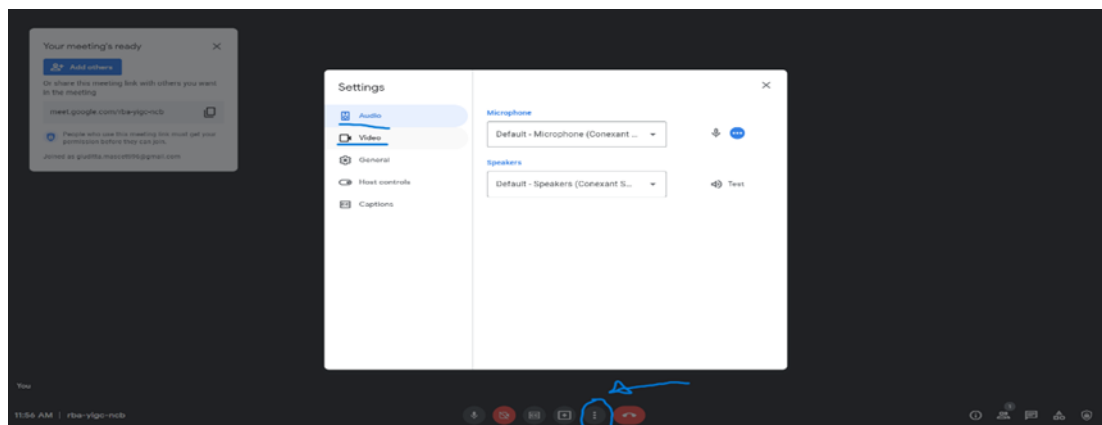 Your meeting's ready
Add others
Or share this meeting link with others you want
in the meeting
meet.google.com/rba-yigc-ncb
People who use this meeting link must get your
permission before they can join.
Joined as
Settings
Audio
Video
General
Host controls
Captions
Microphone
Default - Microphone (Conexant ...
Speakers
Default - Speakers (Conexant S...
Test
You
11:56 AM | rba-yigc-ncb
1